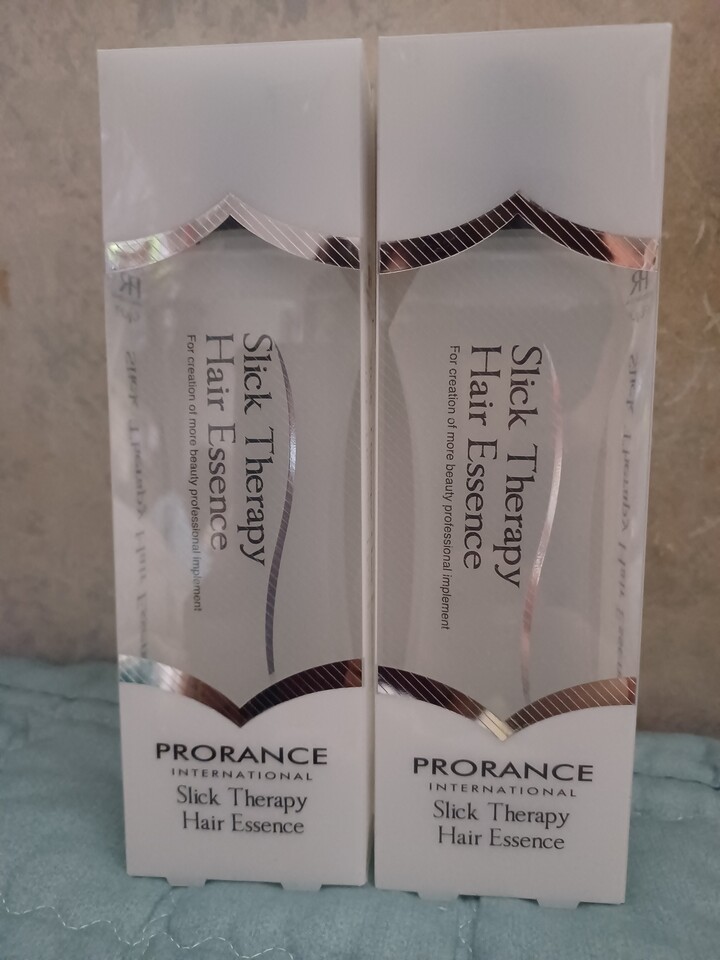 Slick Therapy
Hair Essence
For creation of more beauty professional implement
PRORANCE
INTERNATIONAL
Slick Therapy
Hair Essence
Slick Therapy
Hair Essence
For creation of more beauty professional implement
PRORANCE
INTERNATIONAL
Slick Therapy
Hair Essence